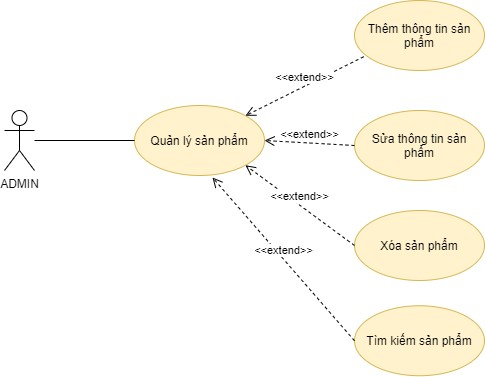 Thêm thông tin sản
phẩm
<<extend>>
Quản lý sản phẩm
<<extend>>
Sửa thông tin sản
phẩm
ADMIN
<<extend>>
Xóa sản phẩm
<<extend>>
Tìm kiếm sản phẩm